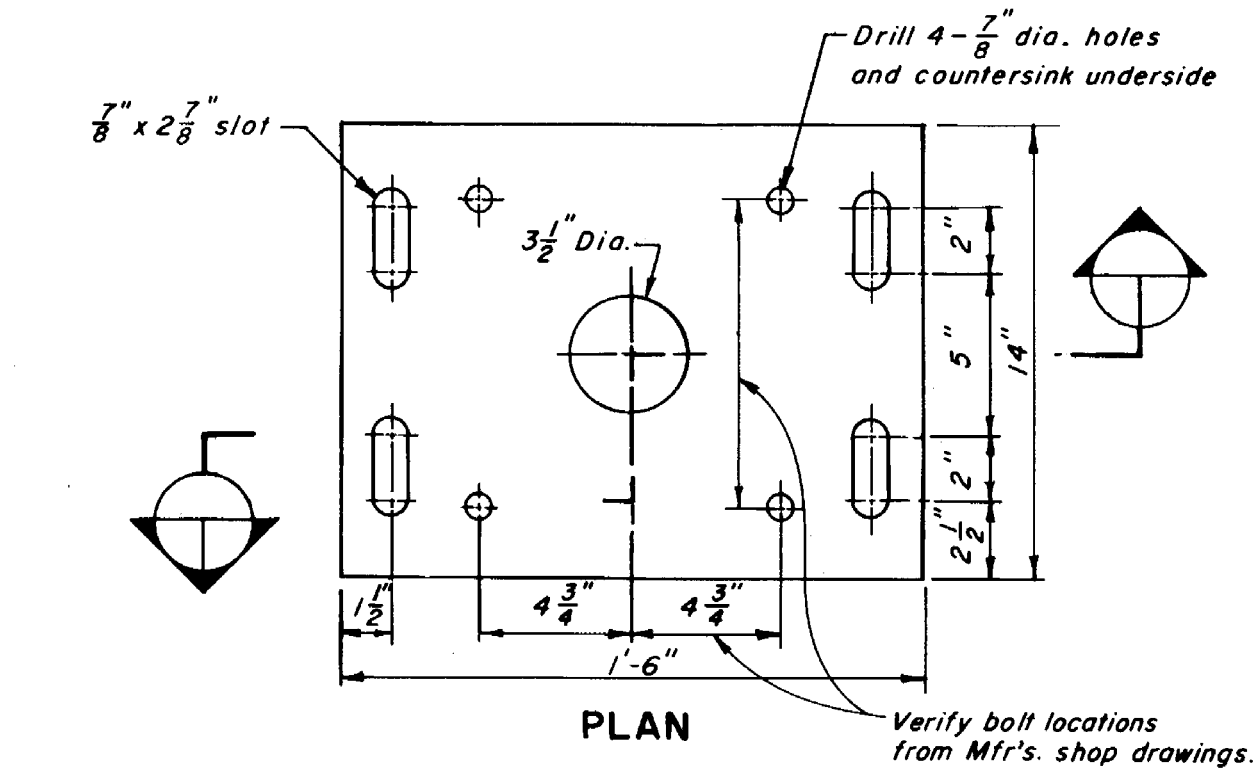 Drill 4 - 7/8" dia. holes
and countersink underside
7/8" x 2 7/8" slot
3 1/2" Dia.
2"
5"
14"
2"
2 1/2"
1 1/2"
4 3/4"
4 3/4"
1'-6"
PLAN
Verify bolt locations
from Mfr's. shop drawings.